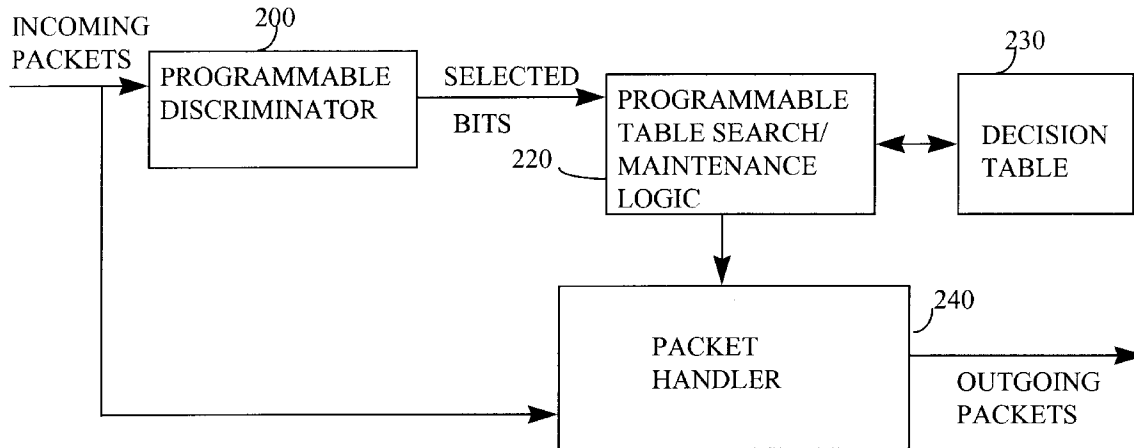 INCOMING
PACKETS
200
PROGRAMMABLE
DISCRIMINATOR
SELECTED
BITS
220
PROGRAMMABLE
TABLE SEARCH/
MAINTENANCE
LOGIC
230
DECISION
TABLE
240
PACKET
HANDLER
OUTGOING
PACKETS